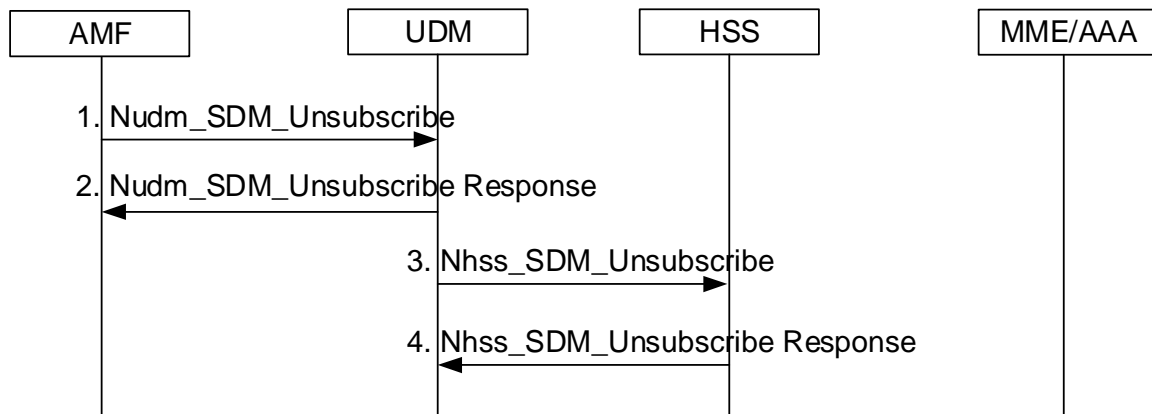 AMF
UDM
HSS
MME/AAA
1. Nudm_SDM_Unsubscribe
2. Nudm_SDM_Unsubscribe Response
3. Nhss_SDM_Unsubscribe
4. Nhss_SDM_Unsubscribe Response